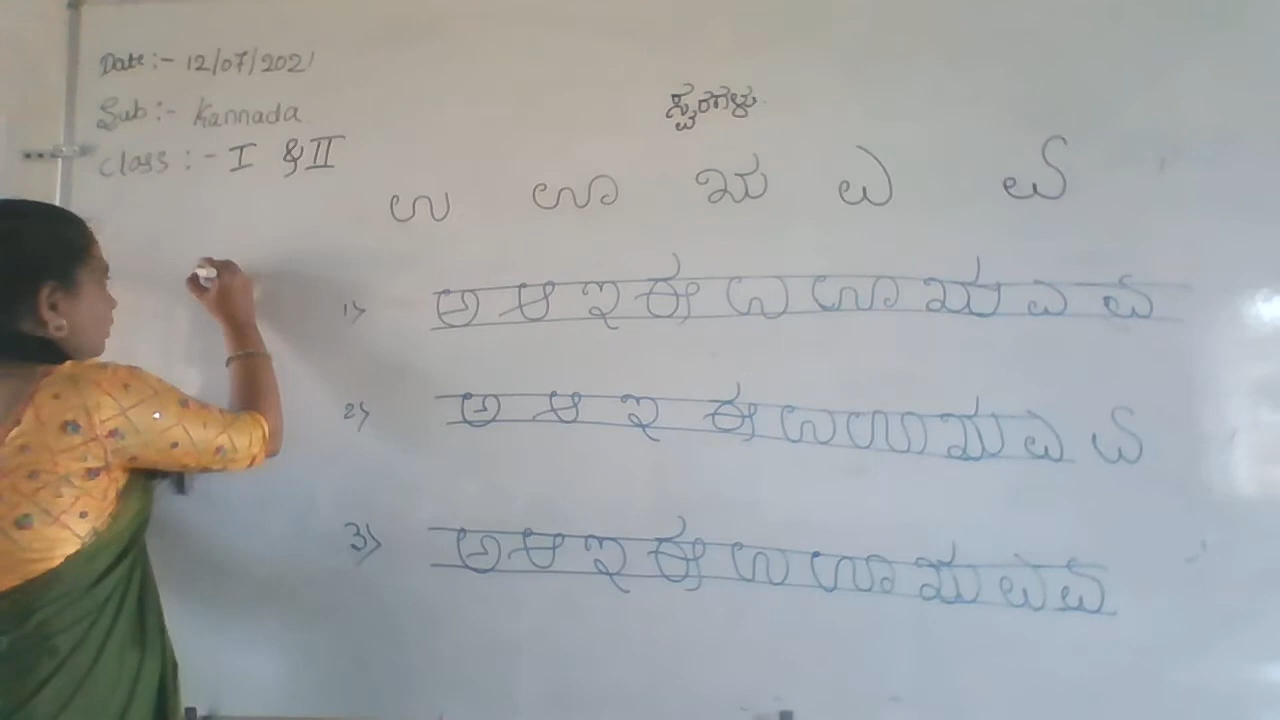 Date :- 12/07/2021
Sub :- Kannada
Class :- I & II
ಸ್ವರಗಳು
ಉ ಊ ಋ ಎ ಏ
1) ಅ ಆ ಇ ಈ ಉ ಊ ಋ ಎ ಏ
2) ಅ ಆ ಇ ಈ ಉ ಊ ಋ ಎ ಏ
3) ಅ ಆ ಇ ಈ ಉ ಊ ಋ ಎ ಏ